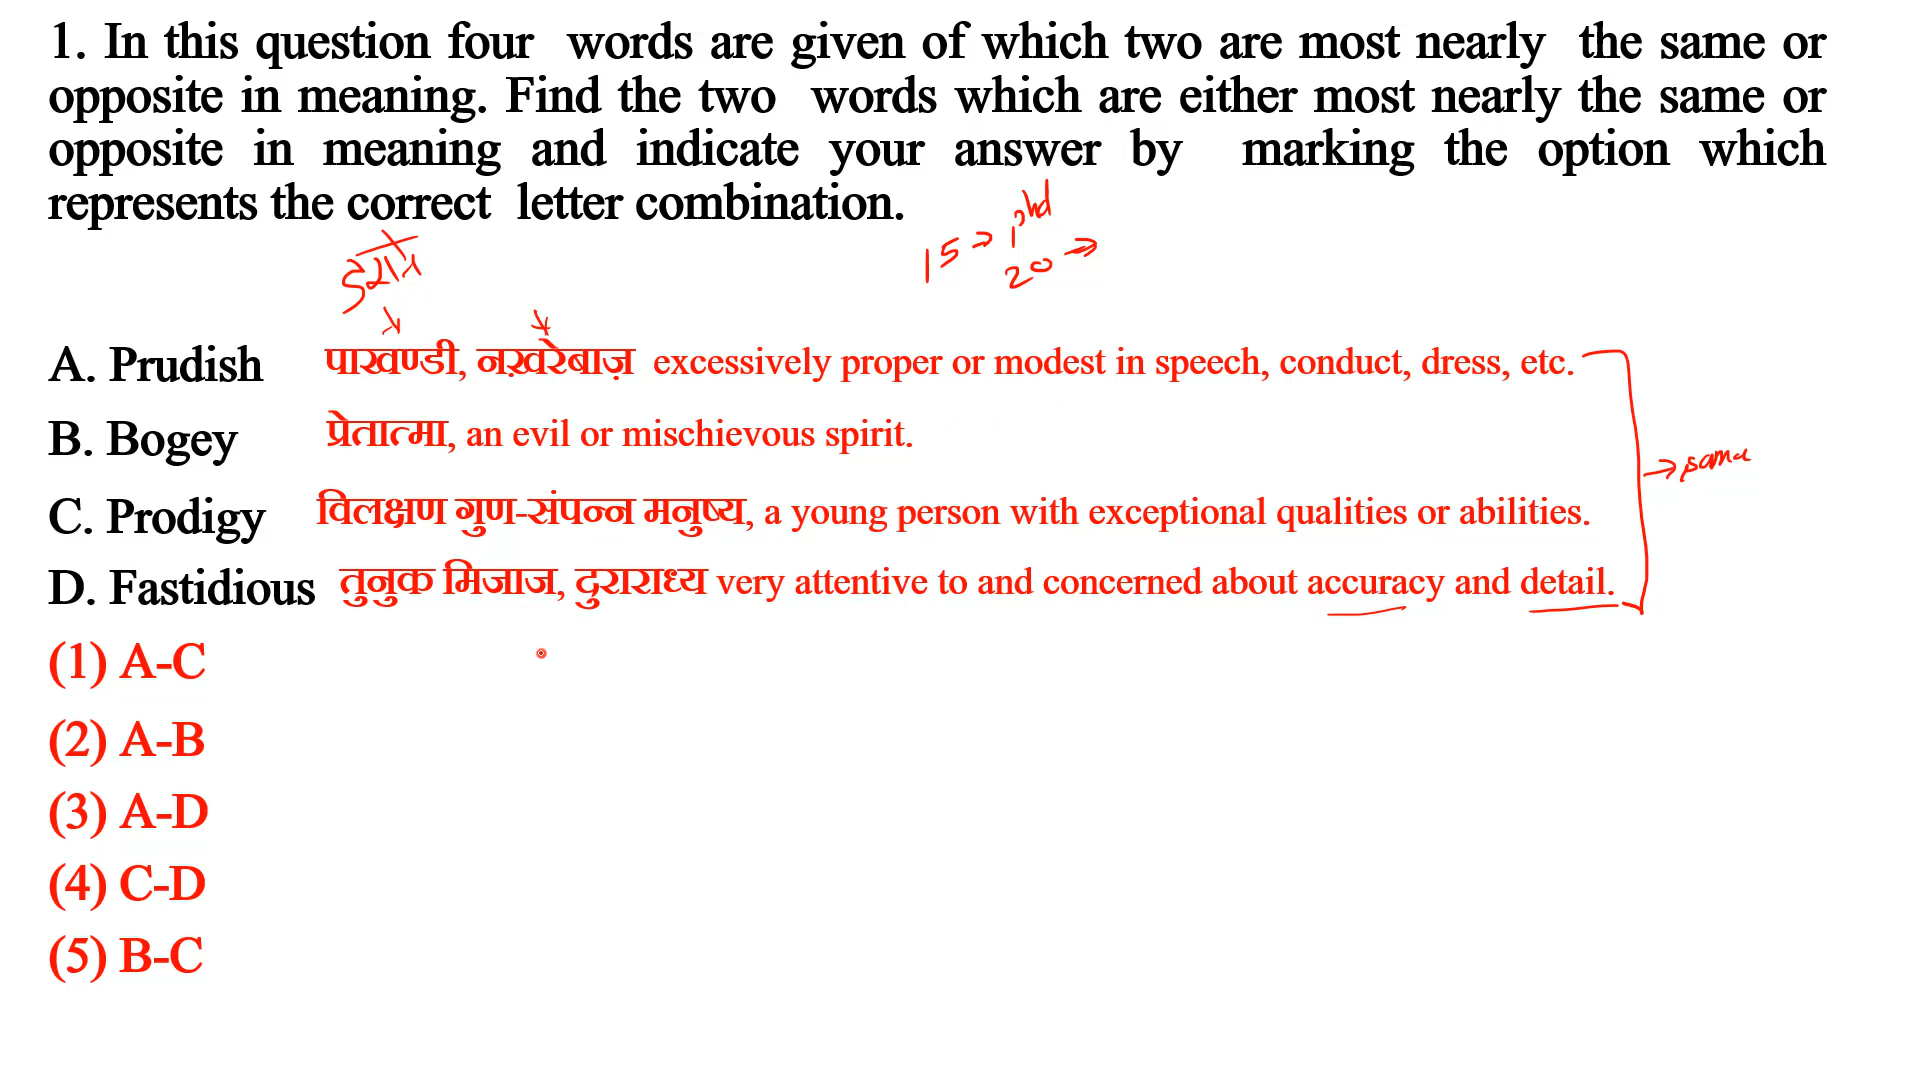 1. In this question four words are given of which two are most nearly the same or
opposite in meaning. Find the two words which are either most nearly the same or
opposite in meaning and indicate your answer by marking the option which
represents the correct letter combination.
15 → phd
20 →
A. Prudish पाखण्डी, नख़रेबाज़ excessively proper or modest in speech, conduct, dress, etc.
B. Bogey प्रेतात्मा, an evil or mischievous spirit.
→ same
C. Prodigy विलक्षण गुण-संपन्न मनुष्य, a young person with exceptional qualities or abilities.
D. Fastidious तुनुक मिजाज, दुराराध्य very attentive to and concerned about accuracy and detail.
(1) A-C
(2) A-B
(3) A-D
(4) C-D
(5) B-C